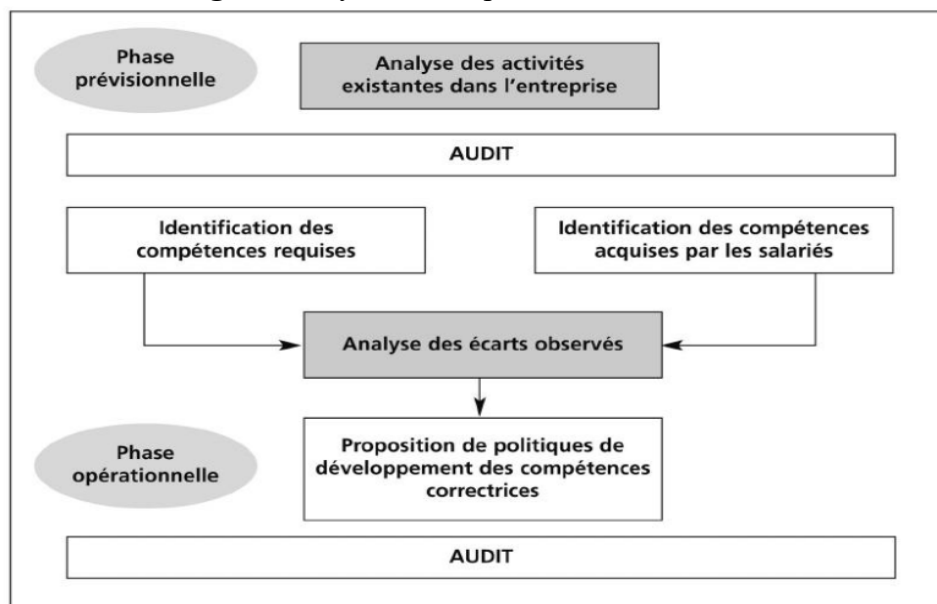 Phase
prévisionnelle
Analyse des activités
existantes dans l'entreprise
AUDIT
Identification des
compétences requises
Identification des compétences
acquises par les salariés
Analyse des écarts observés
Phase
opérationnelle
Proposition de politiques de
développement des compétences
correctrices
AUDIT